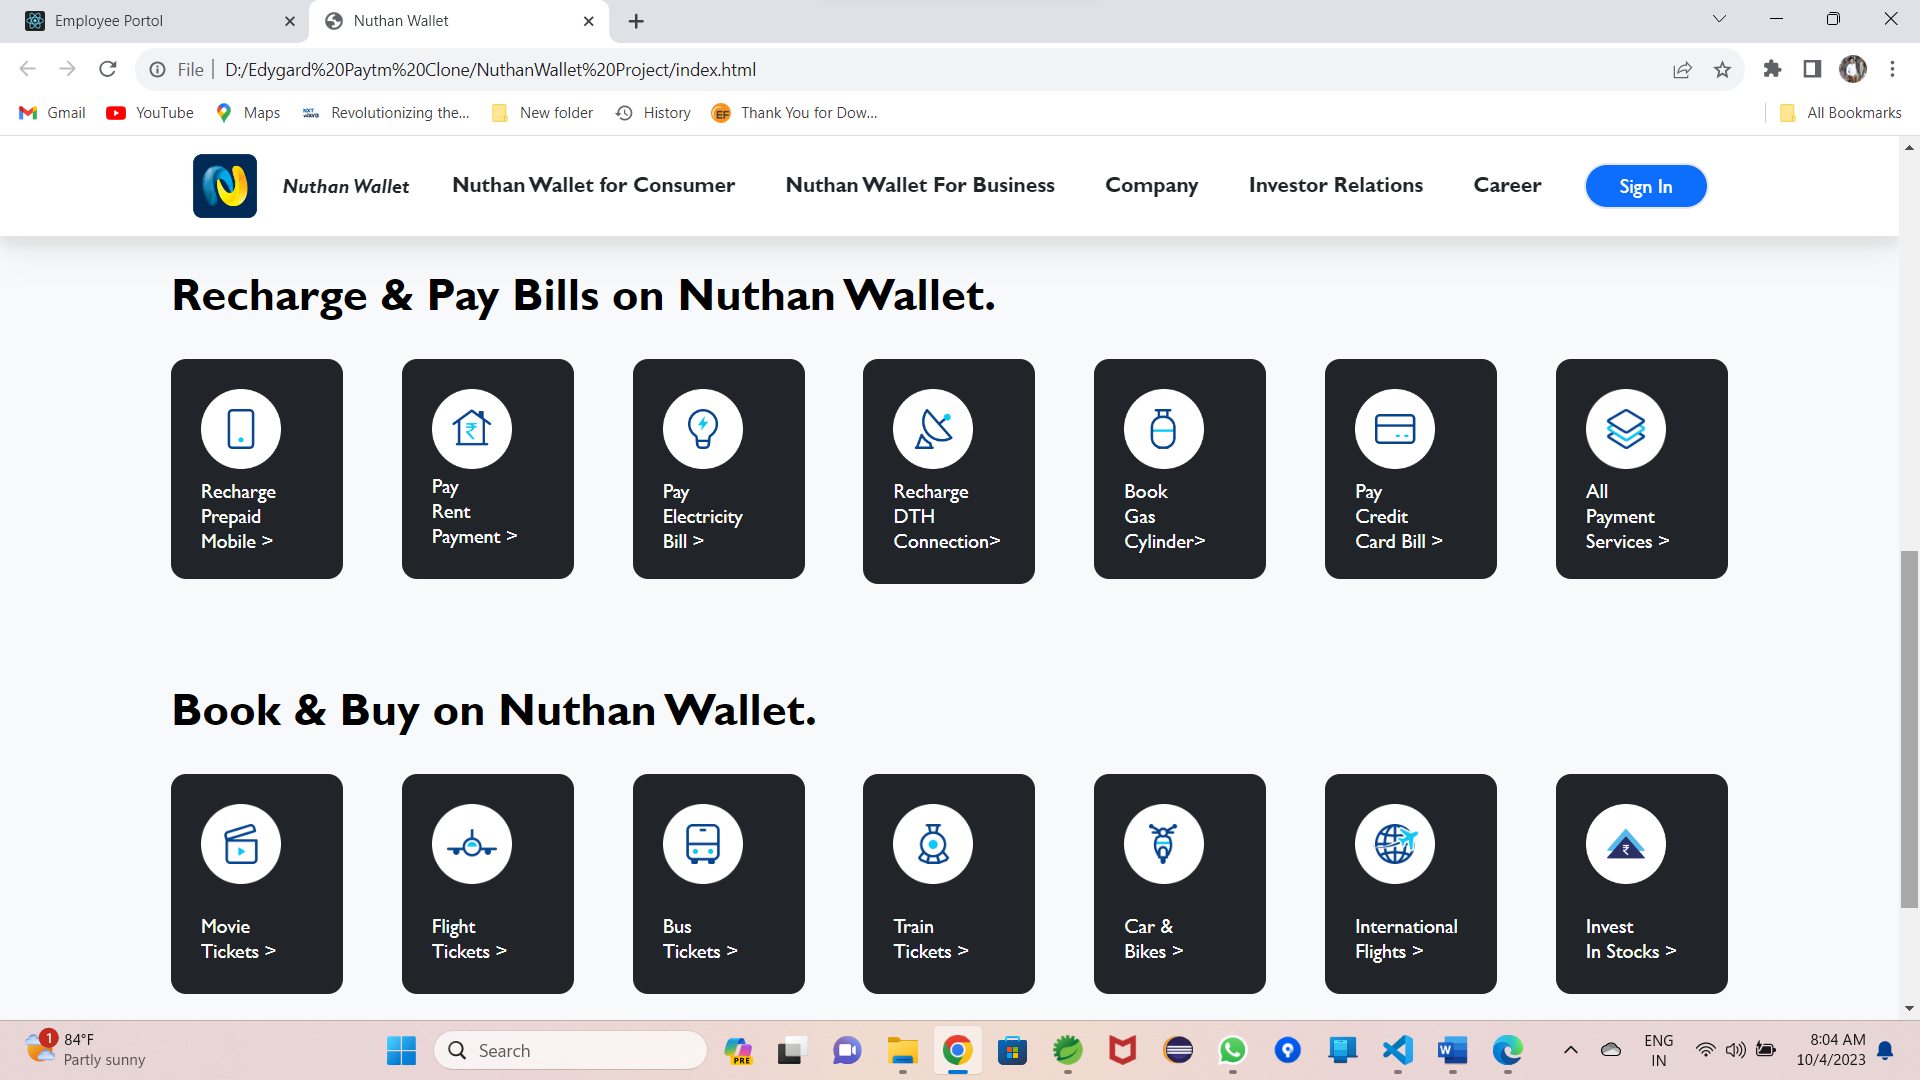 Employee Portol
Nuthan Wallet
File
D:/Edygard%20Paytm%20Clone/NuthanWallet%20Project/index.html
Gmail
YouTube
Maps
Revolutionizing the...
New folder
History
Thank You for Dow...
All Bookmarks
Nuthan Wallet
Nuthan Wallet for Consumer
Nuthan Wallet For Business
Company
Investor Relations
Career
Sign In
Recharge & Pay Bills on Nuthan Wallet.
Recharge
Prepaid
Mobile >
Pay
Rent
Payment >
Pay
Electricity
Bill >
Recharge
DTH
Connection>
Book
Gas
Cylinder>
Pay
Credit
Card Bill >
All
Payment
Services >
Book & Buy on Nuthan Wallet.
Movie
Tickets >
Flight
Tickets >
Bus
Tickets >
Train
Tickets >
Car &
Bikes >
International
Flights >
Invest
In Stocks >
1
84°F
Partly sunny
Search
PRE
ENG
IN
8:04 AM
10/4/2023